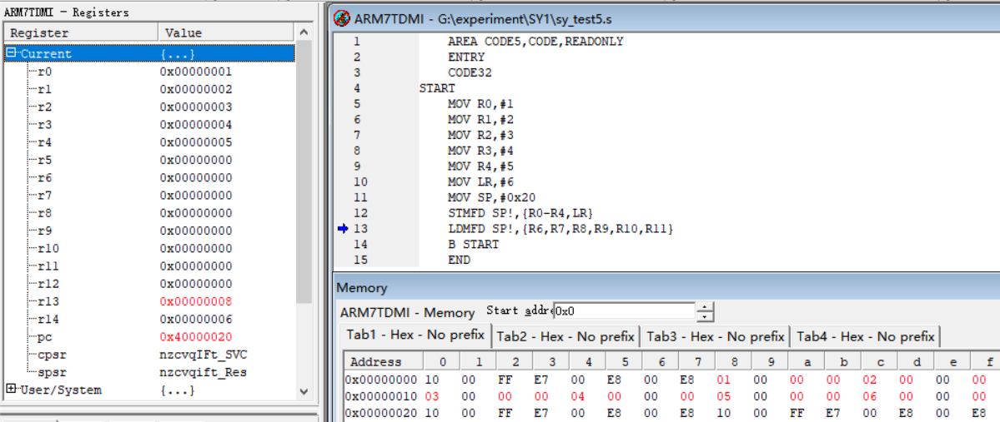 ARM7TDMI - Registers
Register Value
Current {...}
r0 0x00000001
r1 0x00000002
r2 0x00000003
r3 0x00000004
r4 0x00000005
r5 0x00000000
r6 0x00000000
r7 0x00000000
r8 0x00000000
r9 0x00000000
r10 0x00000000
r11 0x00000000
r12 0x00000000
r13 0x00000008
r14 0x00000006
pc 0x40000020
cpsr nzcvqIFt_SVC
spsr nzcvqift_Res
User/System {...}
ARM7TDMI - G:\experiment\SY1\sy_test5.s
1 AREA CODE5,CODE,READONLY
2 ENTRY
3 CODE32
4 START
5 MOV R0,#1
6 MOV R1,#2
7 MOV R2,#3
8 MOV R3,#4
9 MOV R4,#5
10 MOV LR,#6
11 MOV SP,#0x20
12 STMFD SP!,{R0-R4,LR}
13 LDMFD SP!,{R6,R7,R8,R9,R10,R11}
14 B START
15 END
Memory
ARM7TDMI - Memory Start addre 0x0
Tab1 - Hex - No prefix Tab2 - Hex - No prefix Tab3 - Hex - No prefix Tab4 - Hex - No prefix
Address 0 1 2 3 4 5 6 7 8 9 a b c d e f
0x00000000 10 00 FF E7 00 E8 00 E8 01 00 00 00 02 00 00 00
0x00000010 03 00 00 00 04 00 00 00 05 00 00 00 06 00 00 00
0x00000020 10 00 FF E7 00 E8 00 E8 10 00 FF E7 00 E8 00 E8